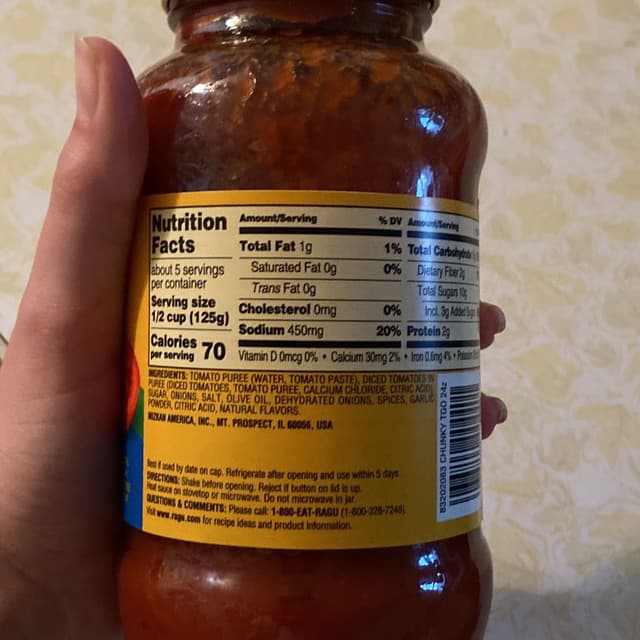 Nutrition
Facts
about 5 servings
per container
Serving size
1/2 cup (125g)
Calories 70
per serving
Amount/Serving % DV
Total Fat 1g 1%
Saturated Fat 0g 0%
Trans Fat 0g
Cholesterol 0mg 0%
Sodium 450mg 20%
Amount/Serving
Total Carbohydrate
Dietary Fiber 2g
Total Sugars 10g
Incl. 3g Added Sugars
Protein 2g
Vitamin D 0mcg 0% • Calcium 30mg 2% • Iron 0.6mg 4% •
INGREDIENTS: TOMATO PUREE (WATER, TOMATO PASTE), DICED TOMATOES IN
PUREE (DICED TOMATOES, TOMATO PUREE, CALCIUM CHLORIDE, CITRIC ACID),
SUGAR, ONIONS, SALT, OLIVE OIL, DEHYDRATED ONIONS, SPICES, GARLIC
POWDER, CITRIC ACID, NATURAL FLAVORS.
MIZKAN AMERICA, INC., MT. PROSPECT, IL 60056, USA
Best if used by date on cap. Refrigerate after opening and use within 5 days.
DIRECTIONS: Shake before opening. Reject if button on lid is up.
Heat sauce on stovetop or microwave. Do not microwave in jar.
QUESTIONS & COMMENTS: Please call: 1-800-EAT-RAGU (1-800-328-7248).
Visit www.ragu.com for recipe ideas and product information.
83202083 CHUNKY TGO 24z